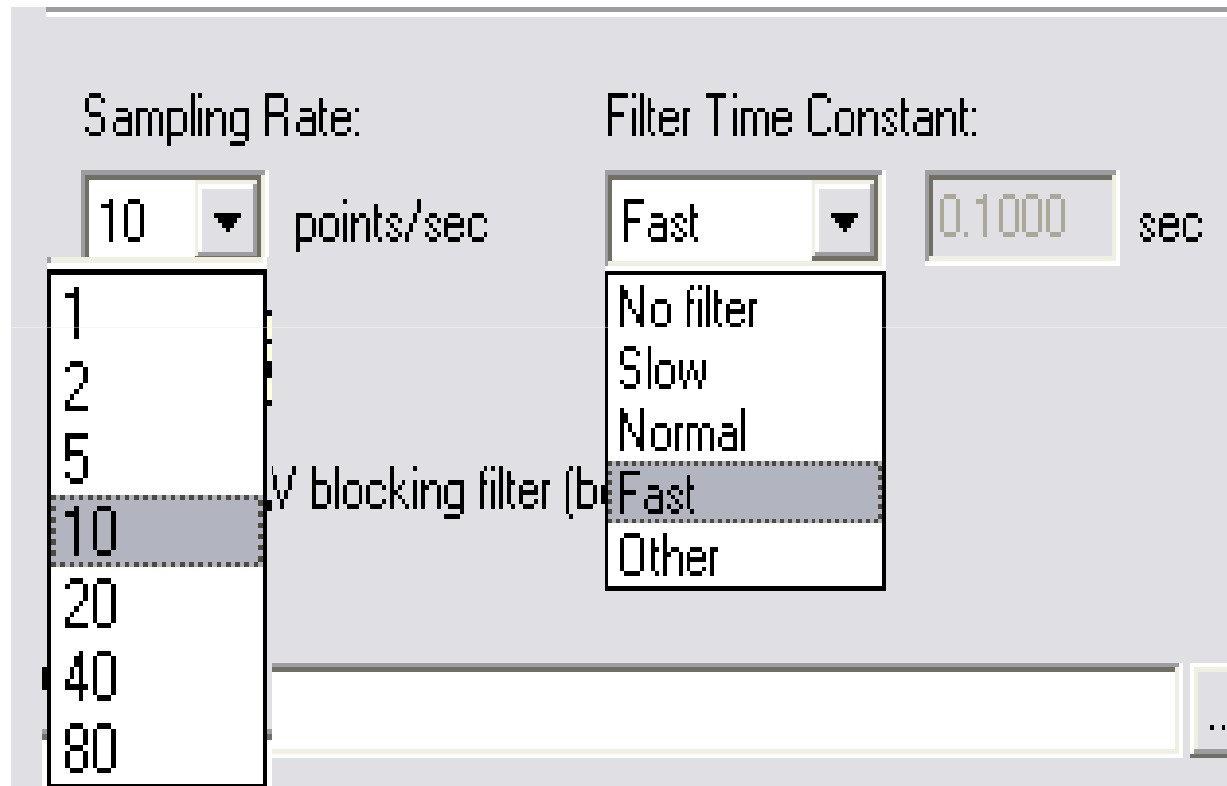 Sampling Rate: Filter Time Constant:
10 points/sec Fast 0.1000 sec
1
2
5
10
20
40
80
No filter
Slow
Normal
Fast
Other
V blocking filter (b
..